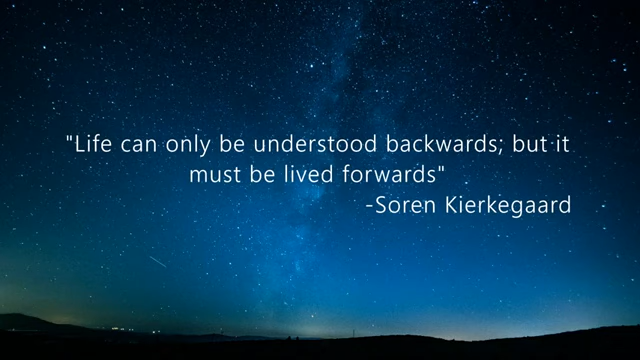 "Life can only be understood backwards; but it
must be lived forwards"
-Soren Kierkegaard